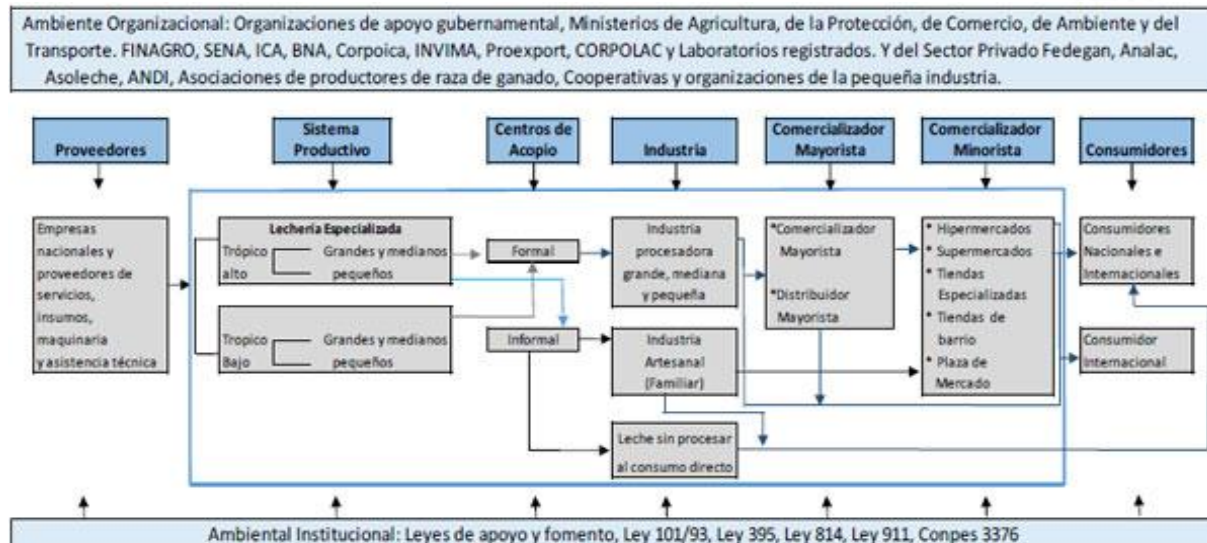 Ambiente Organizacional: Organizaciones de apoyo gubernamental, Ministerios de Agricultura, de la Protección, de Comercio, de Ambiente y del
Transporte. FINAGRO, SENA, ICA, BNA, Corpoica, INVIMA, Proexport, CORPOLAC y Laboratorios registrados. Y del Sector Privado Fedegan, Analac,
Asoleche, ANDI, Asociaciones de productores de raza de ganado, Cooperativas y organizaciones de la pequeña industria.
Proveedores
Sistema
Productivo
Centros de
Acopio
Industria
Comercializador
Mayorista
Comercializador
Minorista
Consumidores
Empresas
nacionales y
proveedores de
servicios,
insumos,
maquinaria
y asistencia técnica
Lechería Especializada
Trópico Grandes y medianos
alto pequeños
Tropico Grandes y medianos
Bajo pequeños
Formal
Informal
Industria
procesadora
grande, mediana
y pequeña
Industria
Artesanal
(Familiar)
Leche sin procesar
al consumo directo
*Comercializador
Mayorista
*Distribuidor
Mayorista
* Hipermercados
* Supermercados
* Tiendas
Especializadas
* Tiendas de
barrio
* Plaza de
Mercado
Consumidores
Nacionales e
Internacionales
Consumidor
Internacional
Ambiental Institucional: Leyes de apoyo y fomento, Ley 101/93, Ley 395, Ley 814, Ley 911, Conpes 3376